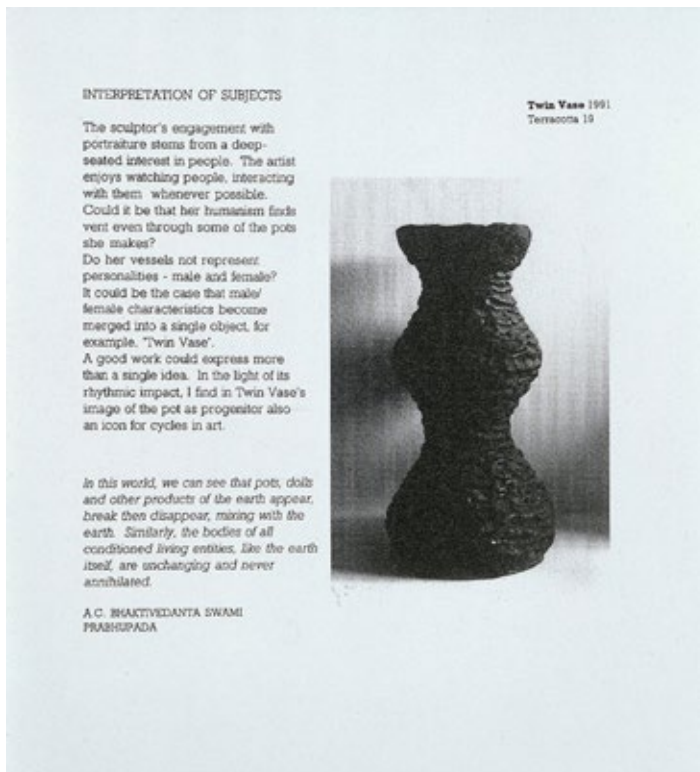 INTERPRETATION OF SUBJECTS
Twin Vase 1991
Terracotta 19
The sculptor's engagement with
portraiture stems from a deep-
seated interest in people. The artist
enjoys watching people, interacting
with them whenever possible.
Could it be that her humanism finds
vent even through some of the pots
she makes?
Do her vessels not represent
personalities - male and female?
It could be the case that male/
female characteristics become
merged into a single object, for
example, 'Twin Vase'.
A good work could express more
than a single idea. In the light of its
rhythmic impact, I find in Twin Vase's
image of the pot as progenitor also
an icon for cycles in art.
In this world, we can see that pots, dolls
and other products of the earth appear,
break then disappear, mixing with the
earth. Similarly, the bodies of all
conditioned living entities, like the earth
itself, are unchanging and never
annihilated.
A.C. BHAKTIVEDANTA SWAMI
PRABHUPADA